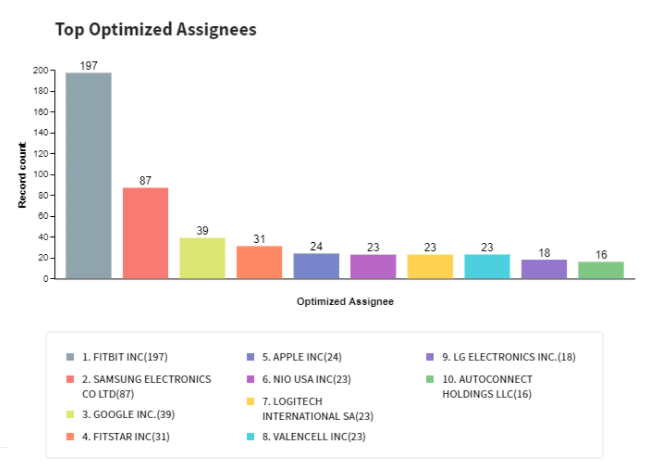 Top Optimized Assignees
Record count
200
180
160
140
120
100
80
60
40
20
0
197
87
39
31
24
23
23
23
18
16
Optimized Assignee
1. FITBIT INC(197)
2. SAMSUNG ELECTRONICS
CO LTD(87)
3. GOOGLE INC.(39)
4. FITSTAR INC(31)
5. APPLE INC(24)
6. NIO USA INC(23)
7. LOGITECH
INTERNATIONAL SA(23)
8. VALENCELL INC(23)
9. LG ELECTRONICS INC.(18)
10. AUTOCONNECT
HOLDINGS LLC(16)